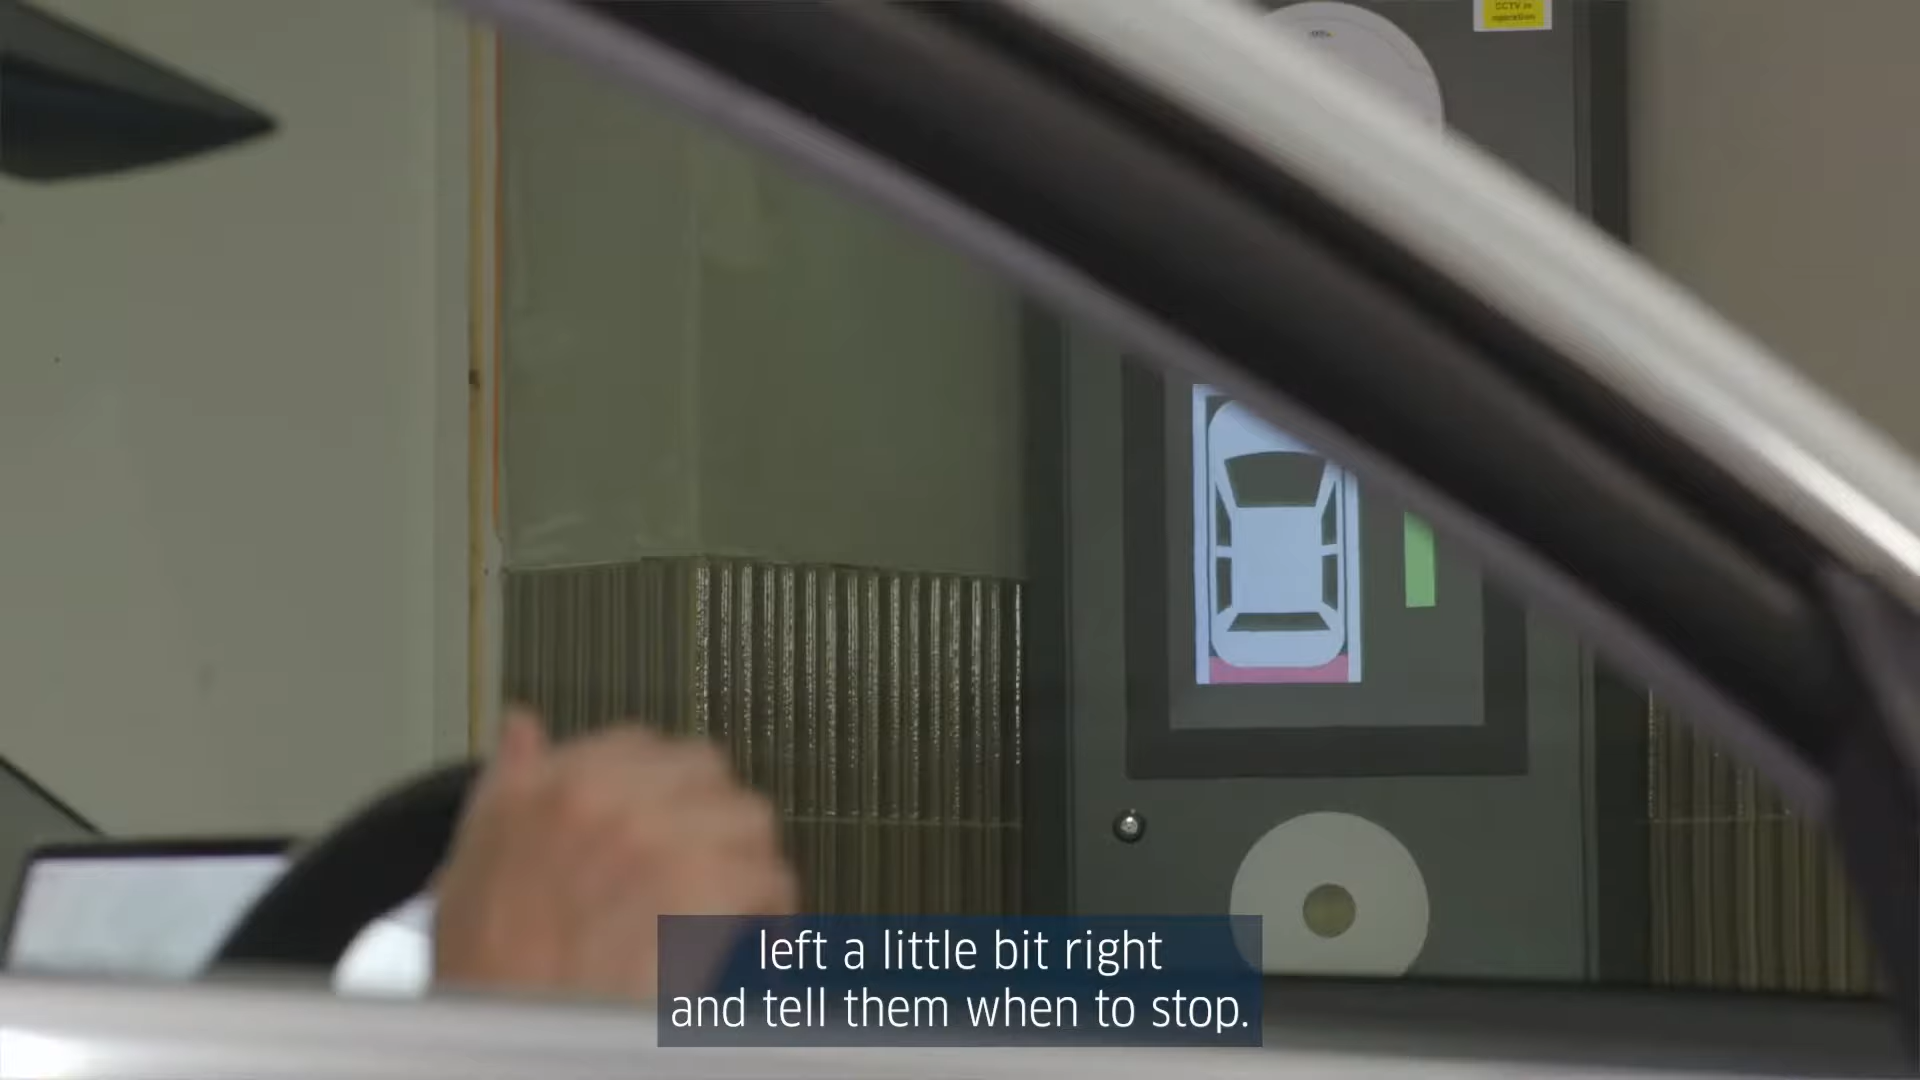 CCTV in
operation
left a little bit right
and tell them when to stop.